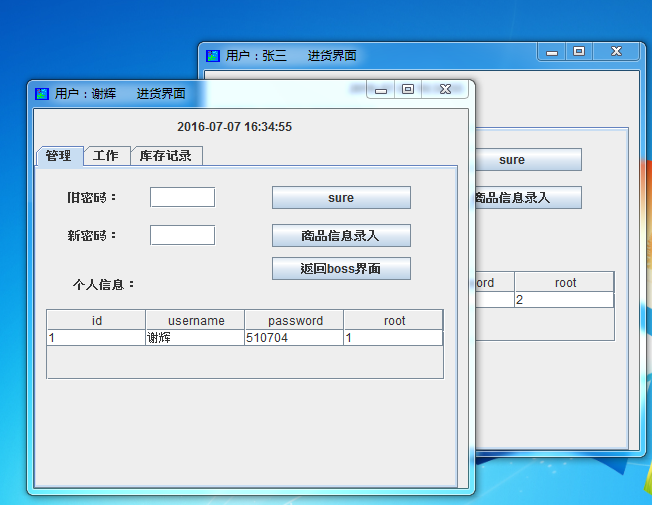 用户：张三 进货界面
用户：谢辉 进货界面
2016-07-07 16:34:55
管理 工作 库存记录
旧密码： sure
新密码： 商品信息录入
返回boss界面
个人信息：
id username password root
1 谢辉 510704 1
sure
商品信息录入
ord root
2